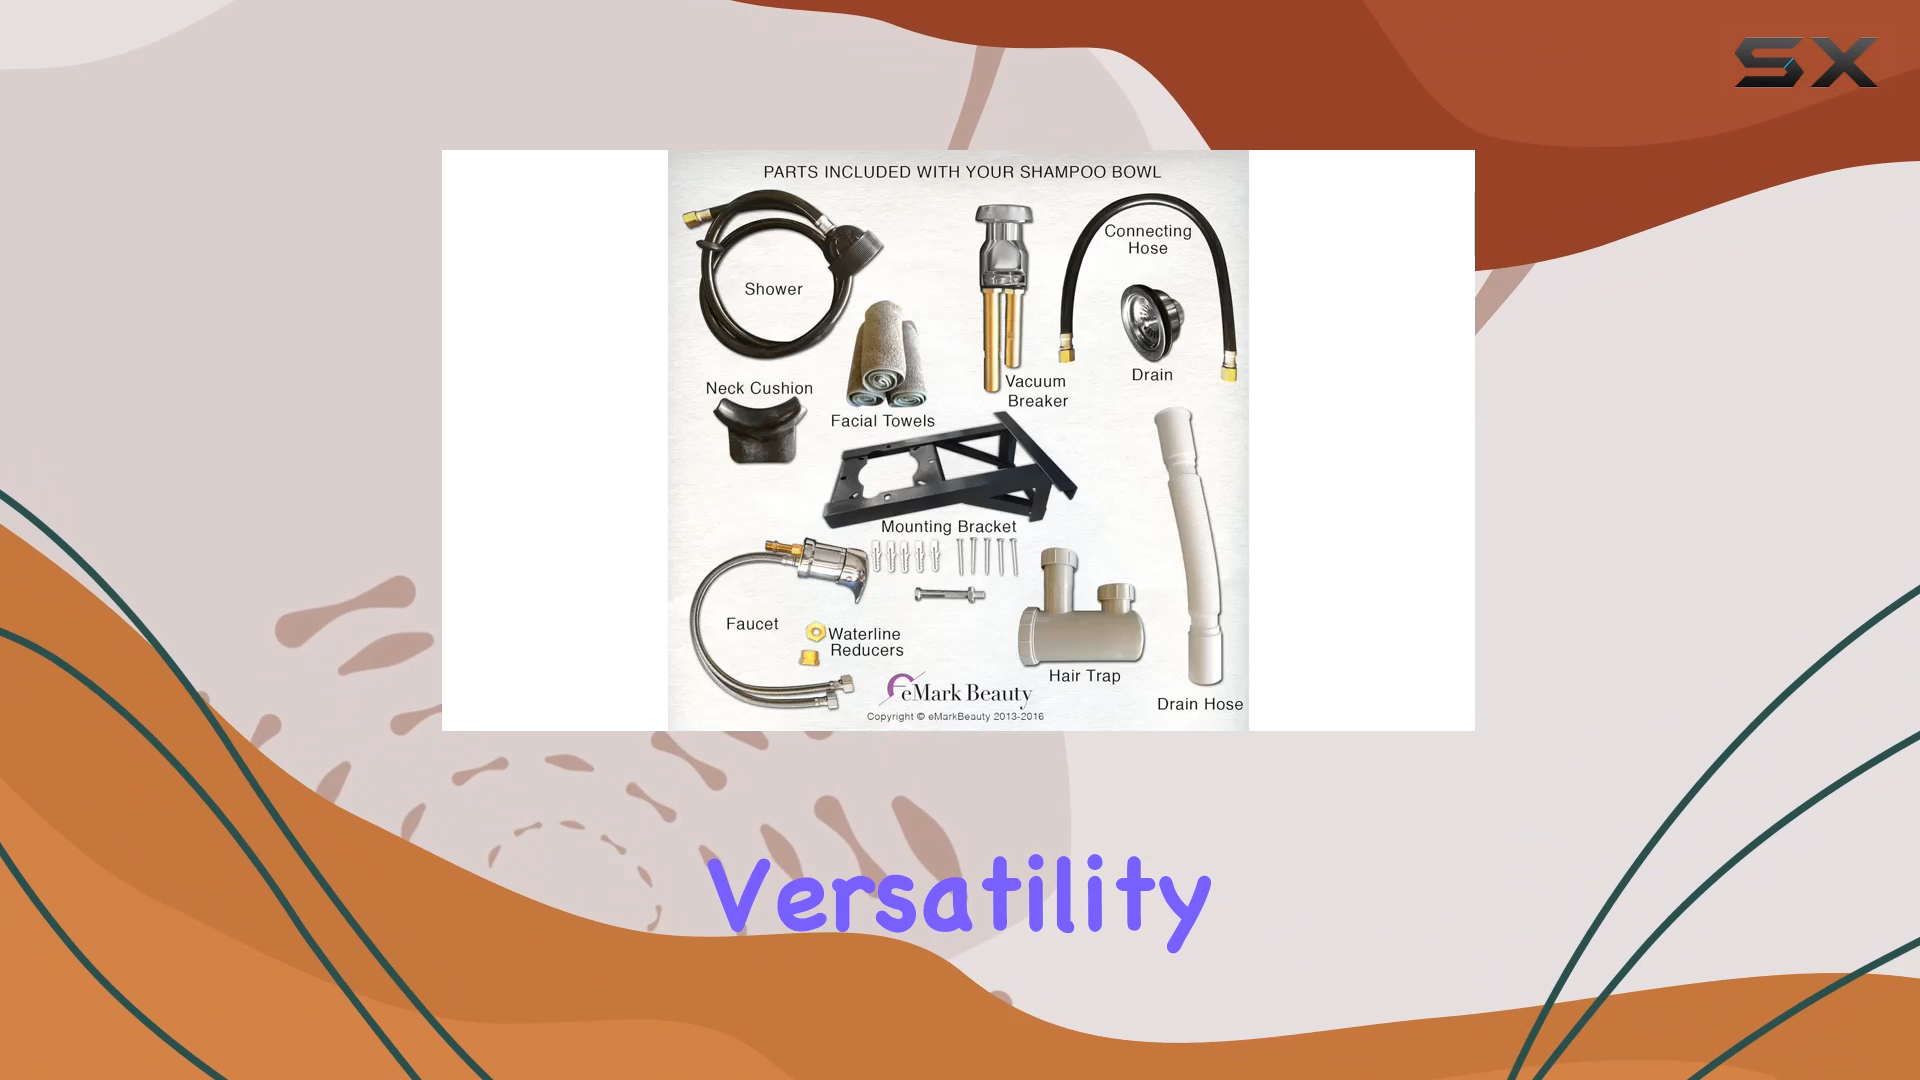 SX
PARTS INCLUDED WITH YOUR SHAMPOO BOWL
Shower
Connecting
Hose
Drain
Vacuum
Breaker
Neck Cushion
Facial Towels
Mounting Bracket
Faucet
Waterline
Reducers
Hair Trap
Drain Hose
eMark Beauty
Copyright © eMarkBeauty 2013-2016
Versatility